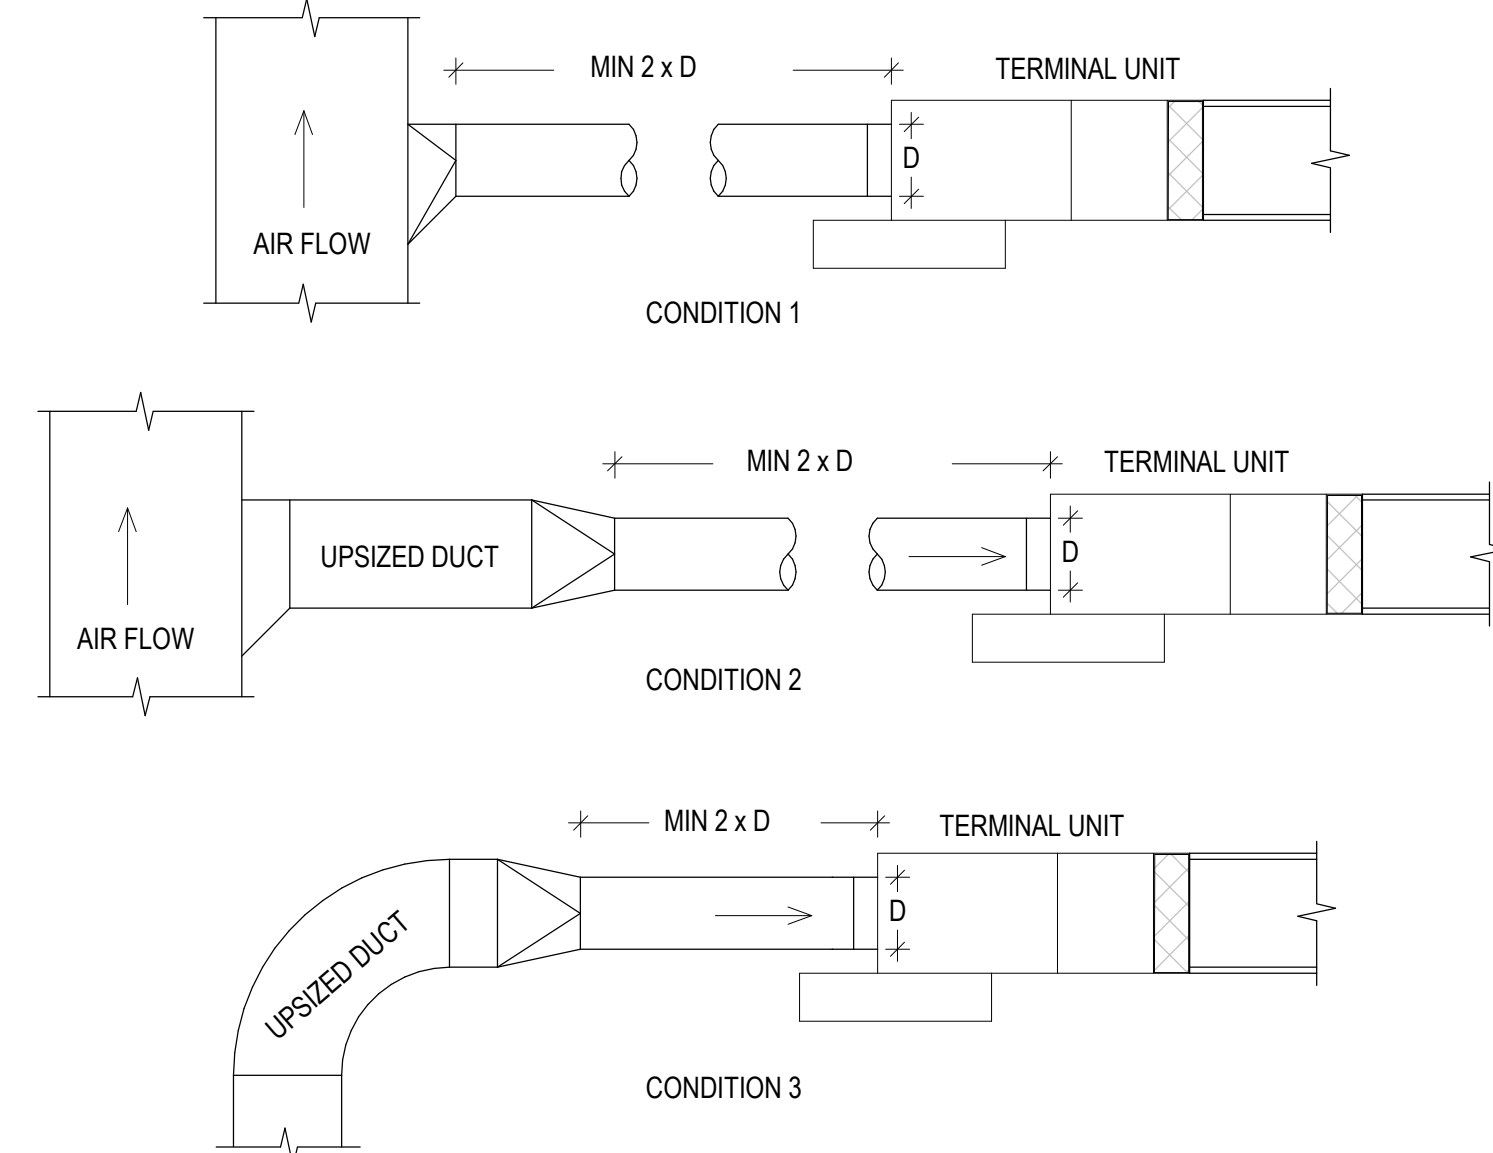 MIN 2 x D
TERMINAL UNIT
D
AIR FLOW
CONDITION 1
MIN 2 x D
TERMINAL UNIT
UPSIZED DUCT
D
AIR FLOW
CONDITION 2
MIN 2 x D
TERMINAL UNIT
D
UPSIZED DUCT
CONDITION 3